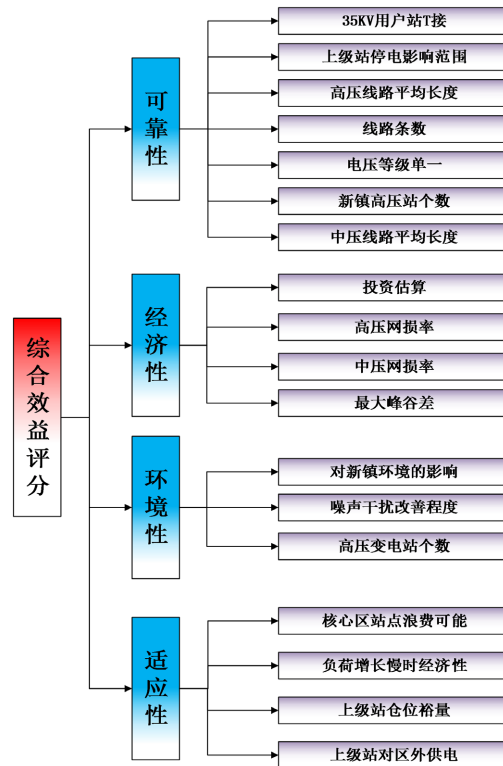 综合效益评分
可靠性
35KV用户站T接
上级站停电影响范围
高压线路平均长度
线路条数
电压等级单一
新镇高压站个数
中压线路平均长度
经济性
投资估算
高压网损率
中压网损率
最大峰谷差
环境性
对新镇环境的影响
噪声干扰改善程度
高压变电站个数
适应性
核心区站点浪费可能
负荷增长慢时经济性
上级站仓位裕量
上级站对区外供电